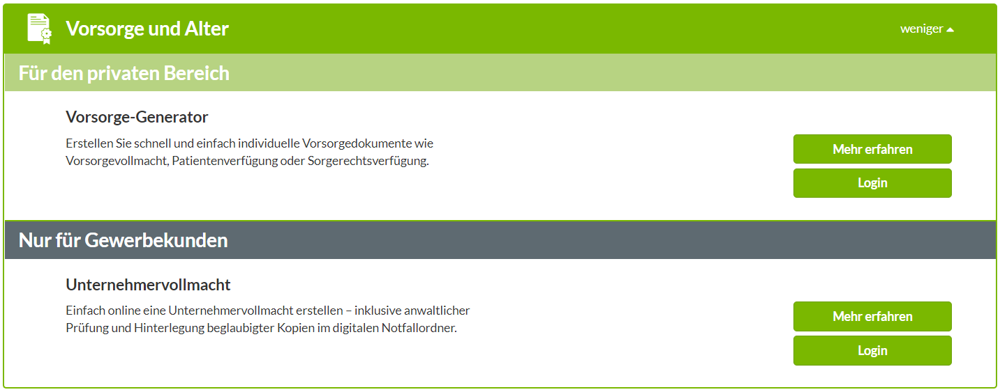 Vorsorge und Alter
weniger
Für den privaten Bereich
Vorsorge-Generator
Erstellen Sie schnell und einfach individuelle Vorsorgedokumente wie
Vorsorgevollmacht, Patientenverfügung oder Sorgerechtsverfügung.
Mehr erfahren
Login
Nur für Gewerbekunden
Unternehmervollmacht
Einfach online eine Unternehmervollmacht erstellen – inklusive anwaltlicher
Prüfung und Hinterlegung beglaubigter Kopien im digitalen Notfallordner.
Mehr erfahren
Login